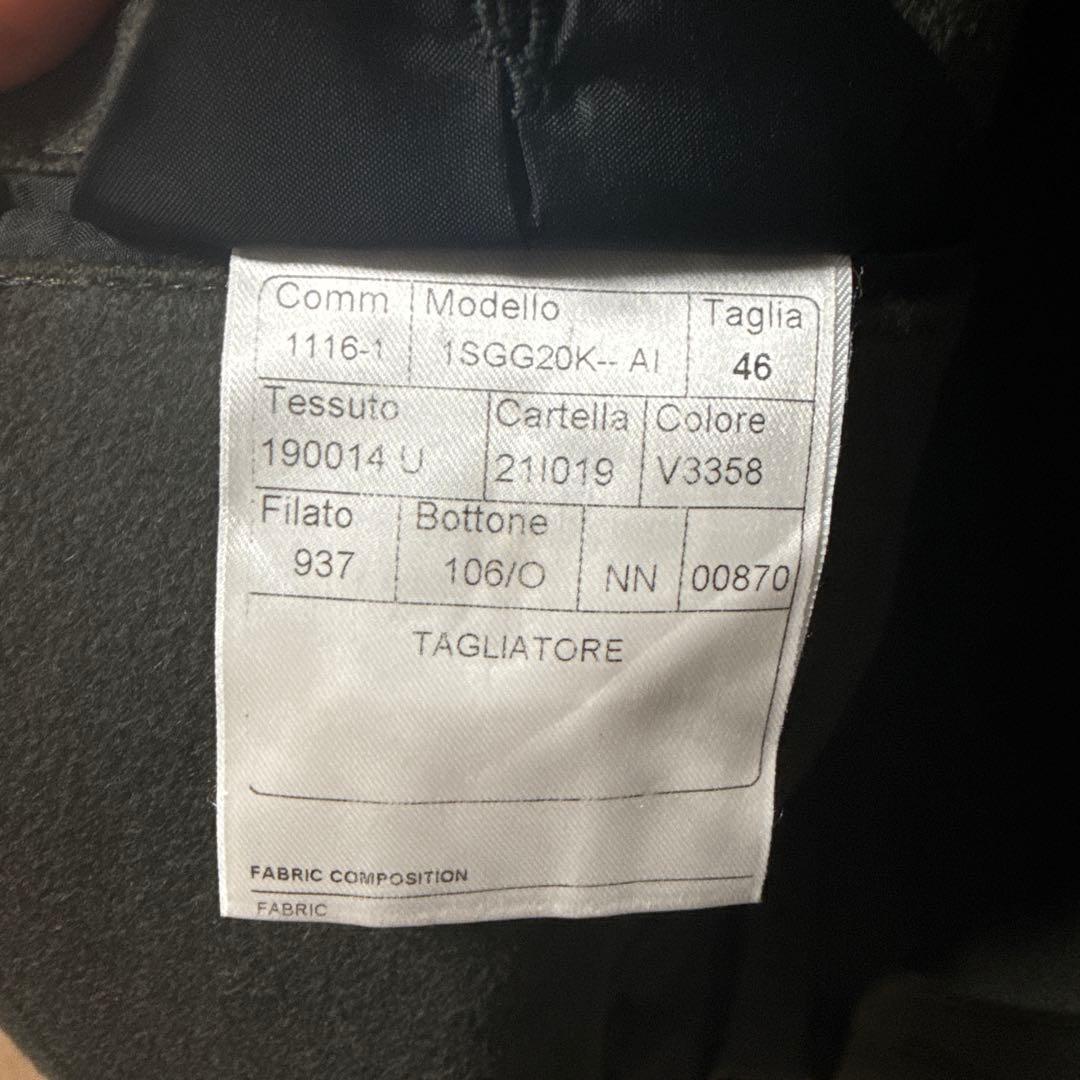 Comm Modello Taglia
1116-1 1SGG20K-- AI 46
Tessuto Cartella Colore
190014 U 21I019 V3358
Filato Bottone
937 106/O NN 00870
TAGLIATORE
FABRIC COMPOSITION
FABRIC